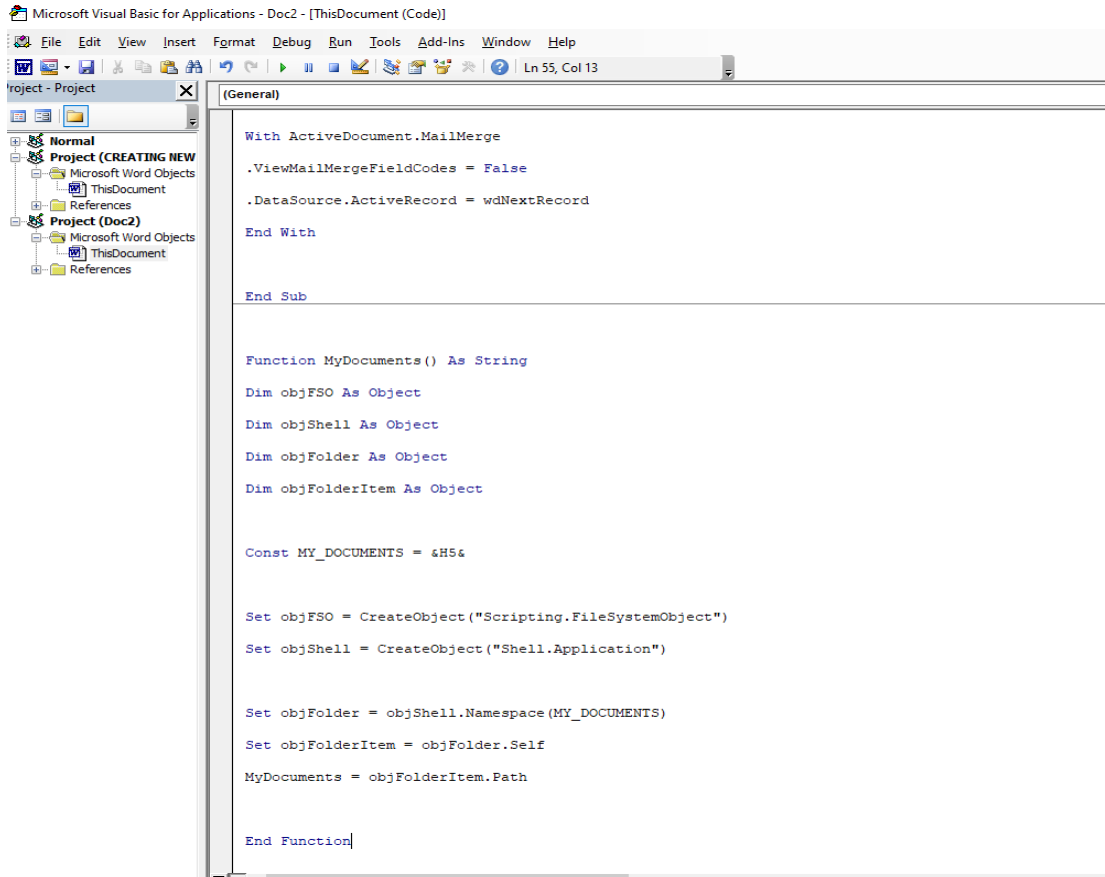 Microsoft Visual Basic for Applications - Doc2 - [ThisDocument (Code)]
File Edit View Insert Format Debug Run Tools Add-Ins Window Help
Ln 55, Col 13
Project - Project
(General)
Normal
Project (CREATING NEW
Microsoft Word Objects
ThisDocument
References
Project (Doc2)
Microsoft Word Objects
ThisDocument
References
With ActiveDocument.MailMerge
.ViewMailMergeFieldCodes = False
.DataSource.ActiveRecord = wdNextRecord
End With
End Sub
Function MyDocuments() As String
Dim objFSO As Object
Dim objShell As Object
Dim objFolder As Object
Dim objFolderItem As Object
Const MY_DOCUMENTS = &H5&
Set objFSO = CreateObject("Scripting.FileSystemObject")
Set objShell = CreateObject("Shell.Application")
Set objFolder = objShell.Namespace(MY_DOCUMENTS)
Set objFolderItem = objFolder.Self
MyDocuments = objFolderItem.Path
End Function